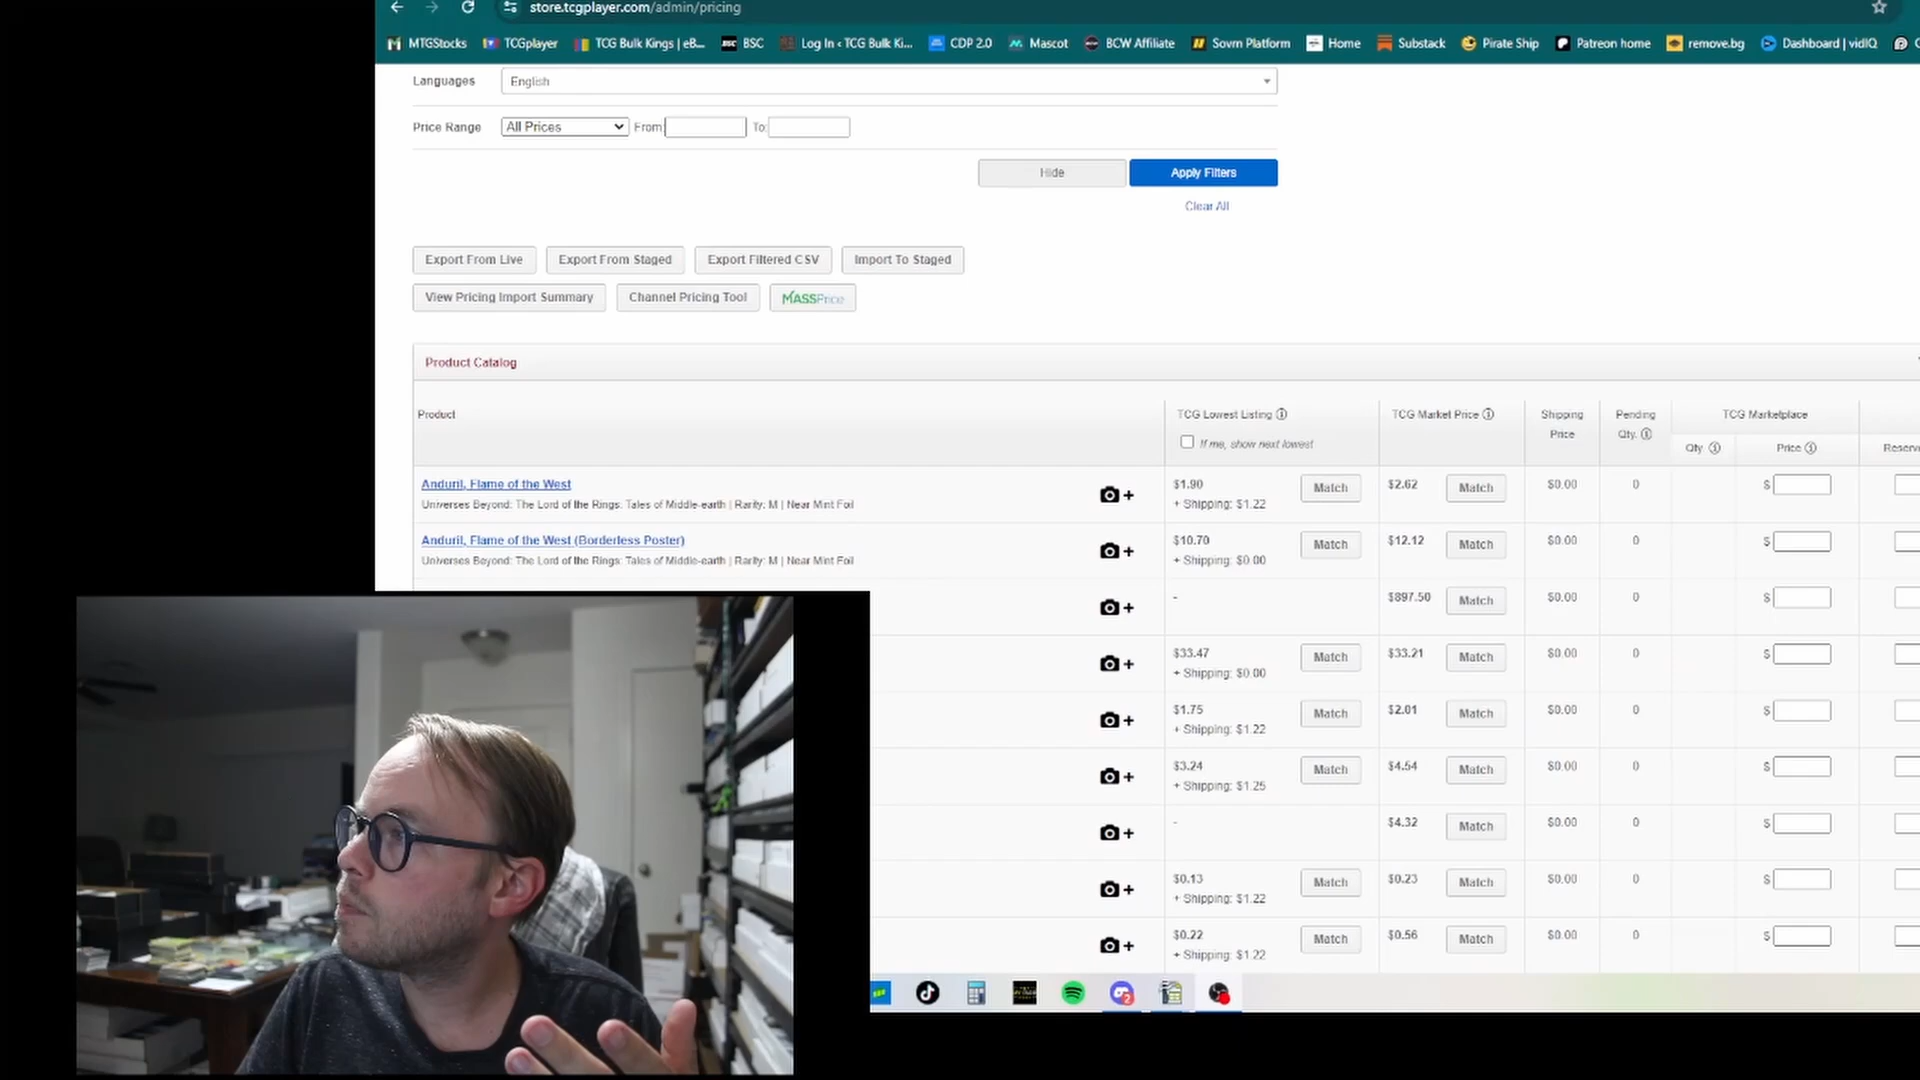 store.tcgplayer.com/admin/pricing
MTGStocks TCGplayer TCG Bulk Kings | eB... BSC Log In ‹ TCG Bulk Ki... CDP 2.0 Mascot BCW Affiliate Sovrn Platform Home Substack Pirate Ship Patreon home remove.bg Dashboard | vidIQ
Languages English
Price Range All Prices From To
Hide Apply Filters
Clear All
Export From Live Export From Staged Export Filtered CSV Import To Staged
View Pricing Import Summary Channel Pricing Tool MASSPrice
Product Catalog
Product TCG Lowest Listing TCG Market Price Shipping Price Pending Qty. TCG Marketplace
If me, show next lowest Qty Price Reserv
Anduril, Flame of the West $1.90 Match $2.62 Match $0.00 0 $
Universes Beyond: The Lord of the Rings: Tales of Middle-earth | Rarity: M | Near Mint Foil + Shipping: $1.22
Anduril, Flame of the West (Borderless Poster) $10.70 Match $12.12 Match $0.00 0 $
Universes Beyond: The Lord of the Rings: Tales of Middle-earth | Rarity: M | Near Mint Foil + Shipping: $0.00
- $897.50 Match $0.00 0 $
$33.47 Match $33.21 Match $0.00 0 $
+ Shipping: $0.00
$1.75 Match $2.01 Match $0.00 0 $
+ Shipping: $1.22
$3.24 Match $4.54 Match $0.00 0 $
+ Shipping: $1.25
- $4.32 Match $0.00 0 $
$0.13 Match $0.23 Match $0.00 0 $
+ Shipping: $1.22
$0.22 Match $0.56 Match $0.00 0 $
+ Shipping: $1.22
2